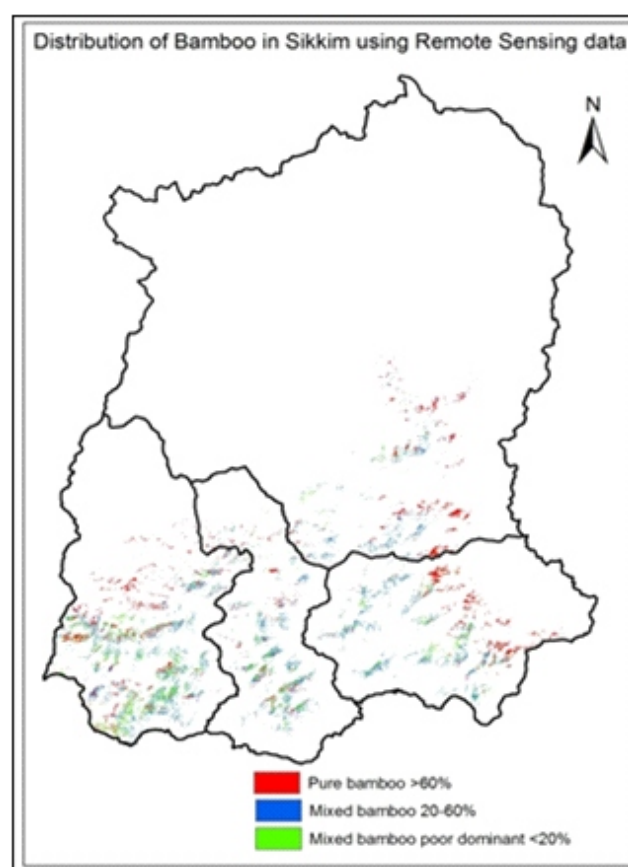 Distribution of Bamboo in Sikkim using Remote Sensing data
N
Pure bamboo >60%
Mixed bamboo 20-60%
Mixed bamboo poor dominant <20%